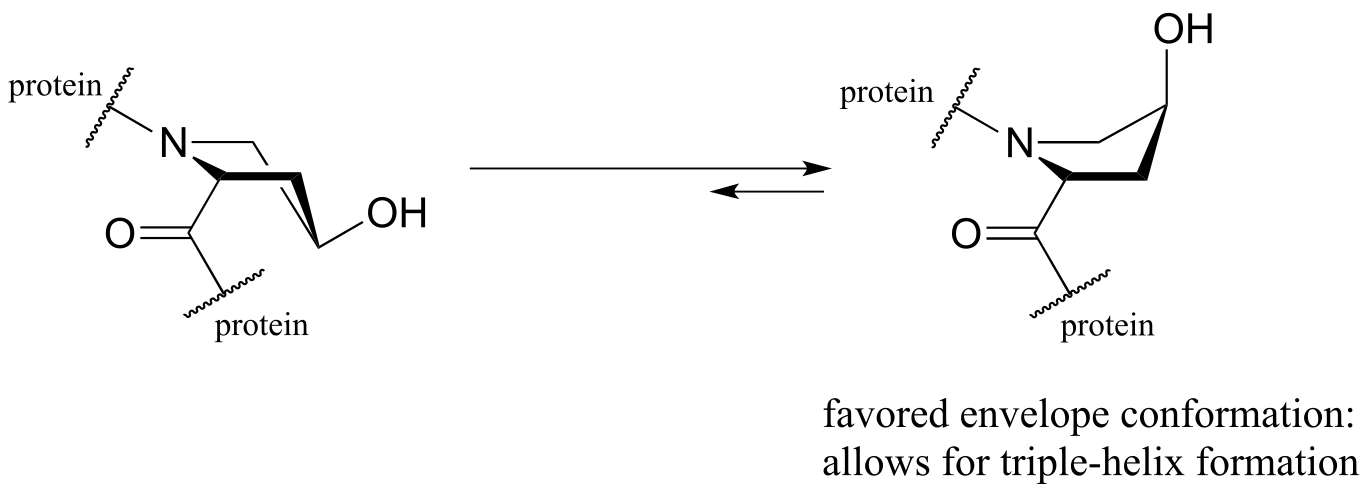 OH
protein
protein
N
N
O
OH
O
protein
protein
favored envelope conformation:
allows for triple-helix formation